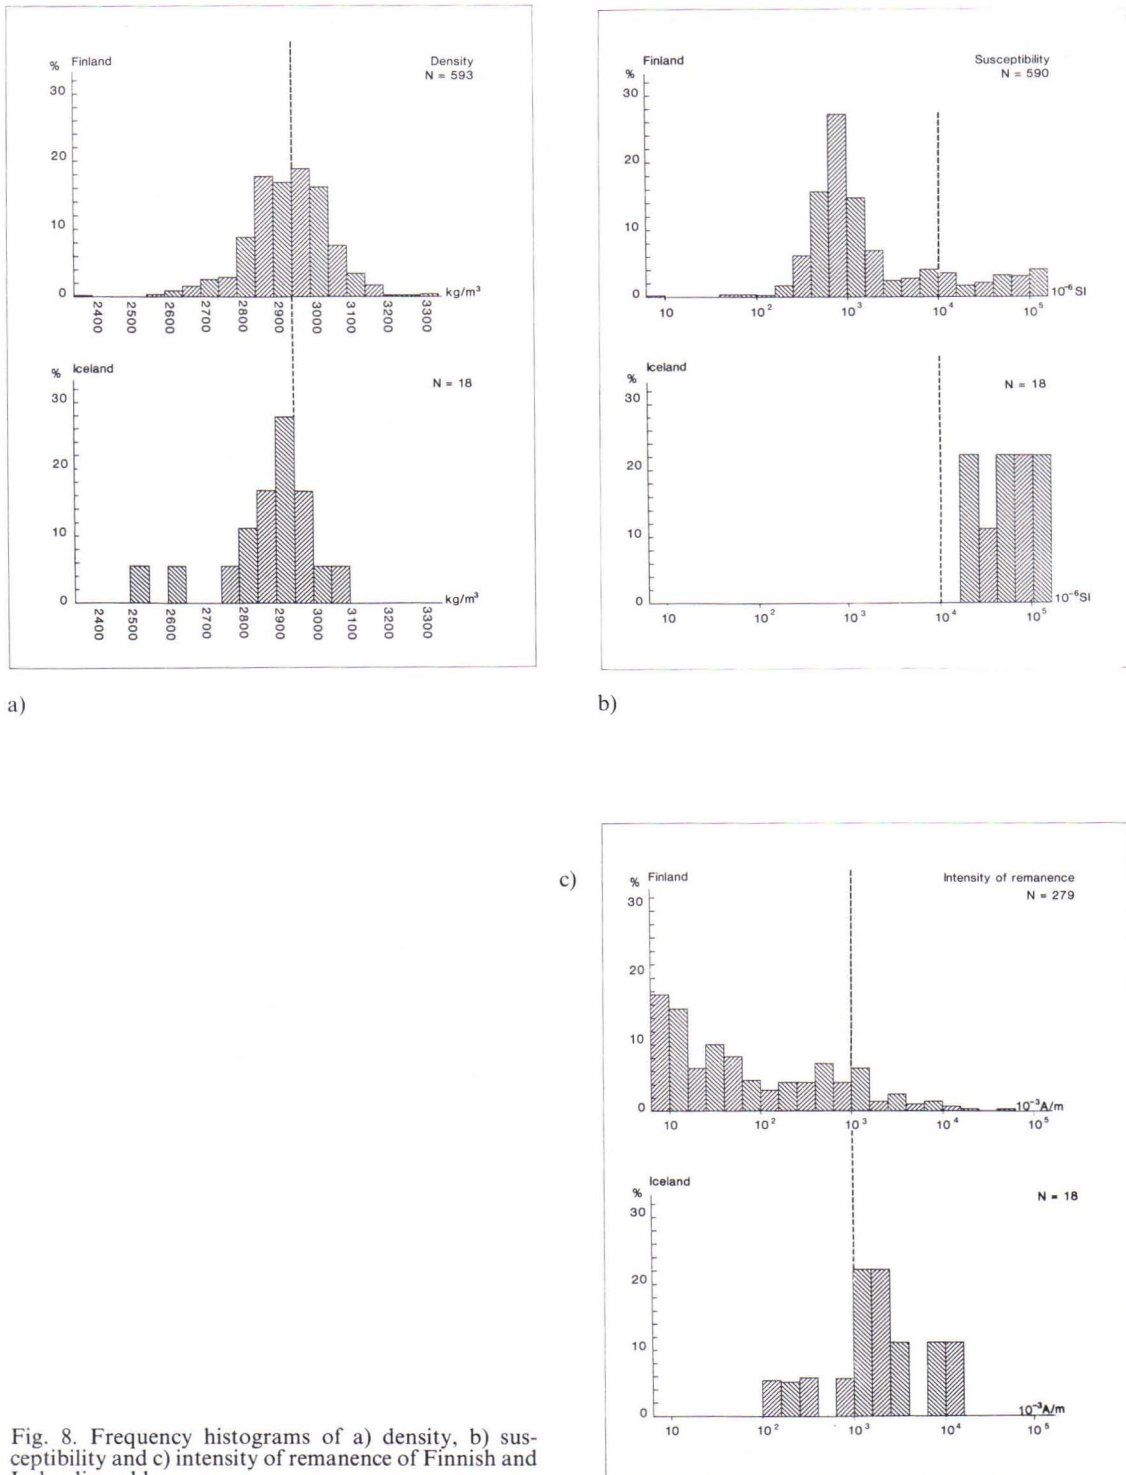 % Finland
Density
N = 593
30
20
10
0
kg/m³
2400 2500 2600 2700 2800 2900 3000 3100 3200 3300
% Iceland
N = 18
30
20
10
0
kg/m³
2400 2500 2600 2700 2800 2900 3000 3100 3200 3300
a)
Finland
Susceptibility
N = 590
%
30
20
10
0
10⁻⁶SI
10 10² 10³ 10⁴ 10⁵
Iceland
%
N = 18
30
20
10
0
10⁻⁶SI
10 10² 10³ 10⁴ 10⁵
b)
c)
% Finland
Intensity of remanence
N = 279
30
20
10
0
10⁻³A/m
10 10² 10³ 10⁴ 10⁵
Iceland
%
N = 18
30
20
10
0
10⁻³A/m
10 10² 10³ 10⁴ 10⁵
Fig. 8. Frequency histograms of a) density, b) sus-
ceptibility and c) intensity of remanence of Finnish and